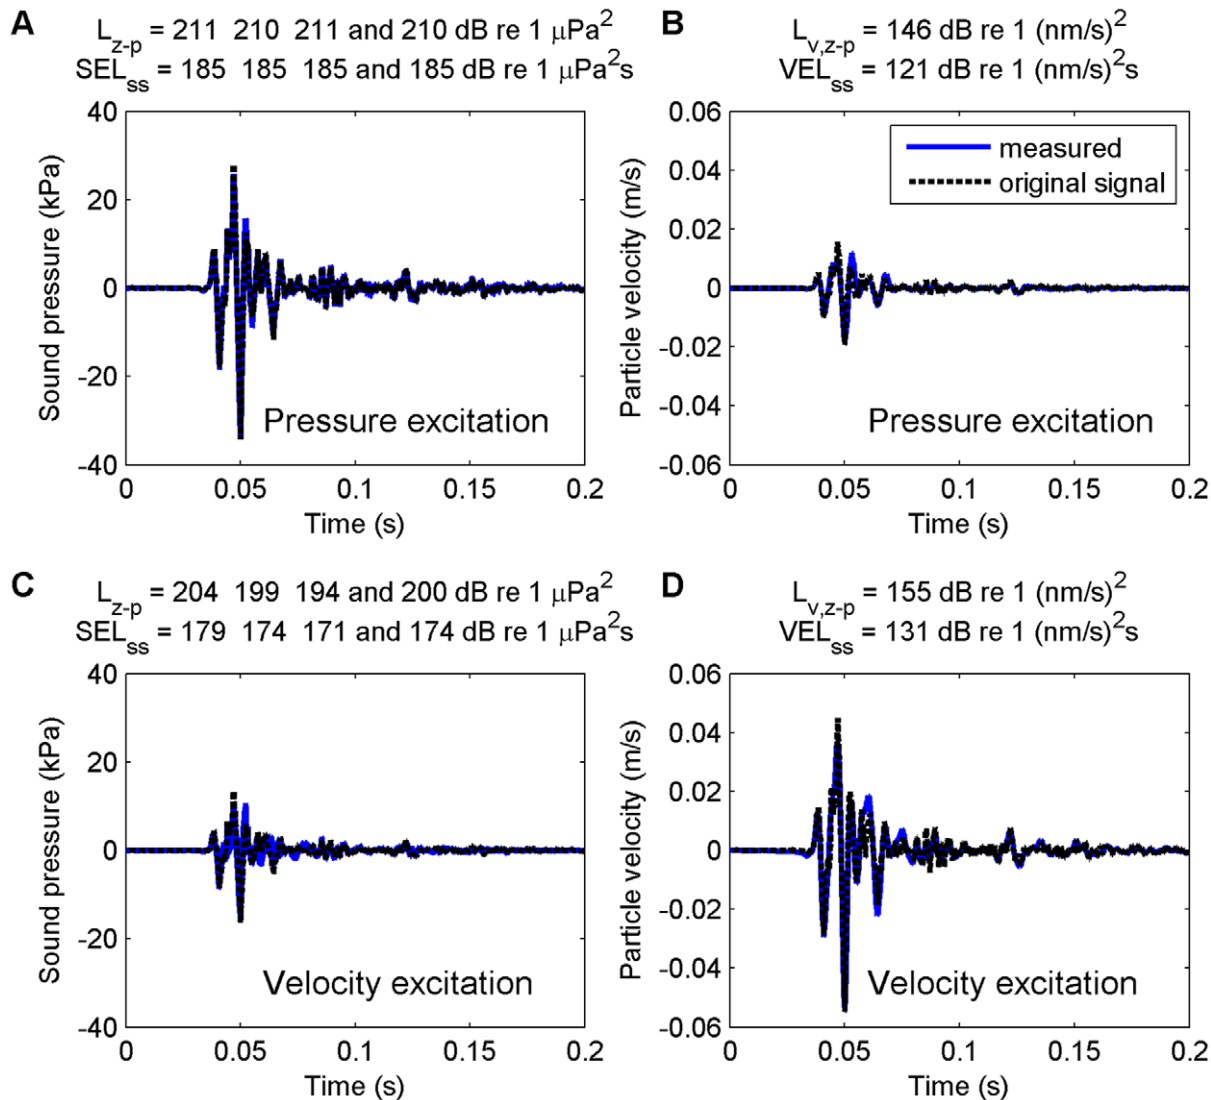 A
L_z-p = 211 210 211 and 210 dB re 1 μPa²
SEL_ss = 185 185 185 and 185 dB re 1 μPa²s
40
20
0
-20
-40
Sound pressure (kPa)
Pressure excitation
0 0.05 0.1 0.15 0.2
Time (s)
B
L_v,z-p = 146 dB re 1 (nm/s)²
VEL_ss = 121 dB re 1 (nm/s)²s
0.06
0.04
0.02
0
-0.02
-0.04
-0.06
Particle velocity (m/s)
measured
original signal
Pressure excitation
0 0.05 0.1 0.15 0.2
Time (s)
C
L_z-p = 204 199 194 and 200 dB re 1 μPa²
SEL_ss = 179 174 171 and 174 dB re 1 μPa²s
40
20
0
-20
-40
Sound pressure (kPa)
Velocity excitation
0 0.05 0.1 0.15 0.2
Time (s)
D
L_v,z-p = 155 dB re 1 (nm/s)²
VEL_ss = 131 dB re 1 (nm/s)²s
0.06
0.04
0.02
0
-0.02
-0.04
-0.06
Particle velocity (m/s)
Velocity excitation
0 0.05 0.1 0.15 0.2
Time (s)